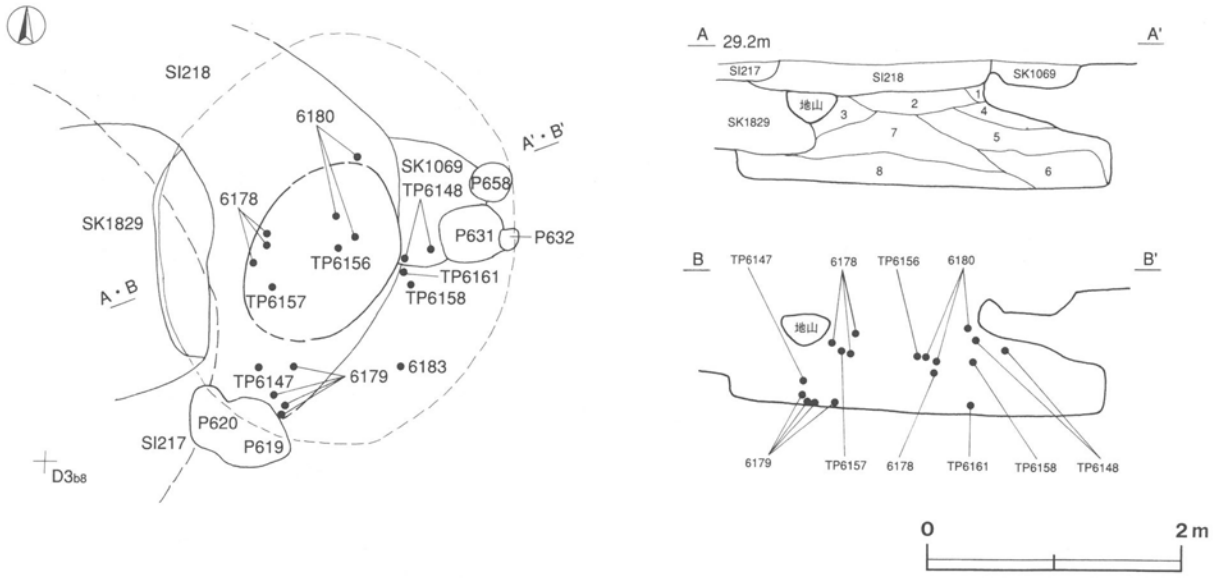 SI218
6180
A'・B'
SK1069
TP6148
P658
6178
SK1829
P631
P632
TP6156
TP6161
A・B
TP6157
TP6158
TP6147
6183
6179
P620
SI217
P619
D3b8
A 29.2m A'
SI217
SI218
SK1069
地山
1
2
3
4
SK1829
7
5
8
6
B TP6147 6178 TP6156 6180 B'
地山
6179 TP6157 6178 TP6161 TP6158 TP6148
0 2m